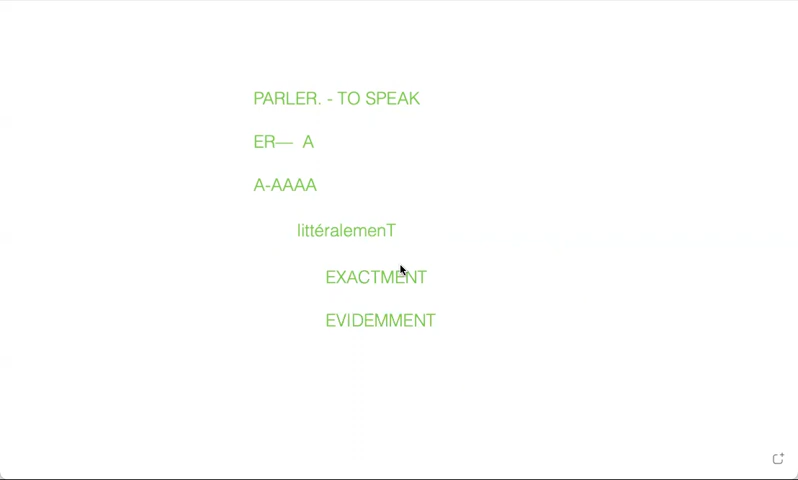 PARLER. - TO SPEAK
ER— A
A-AAAA
littéralemenT
EXACTMENT
EVIDEMMENT